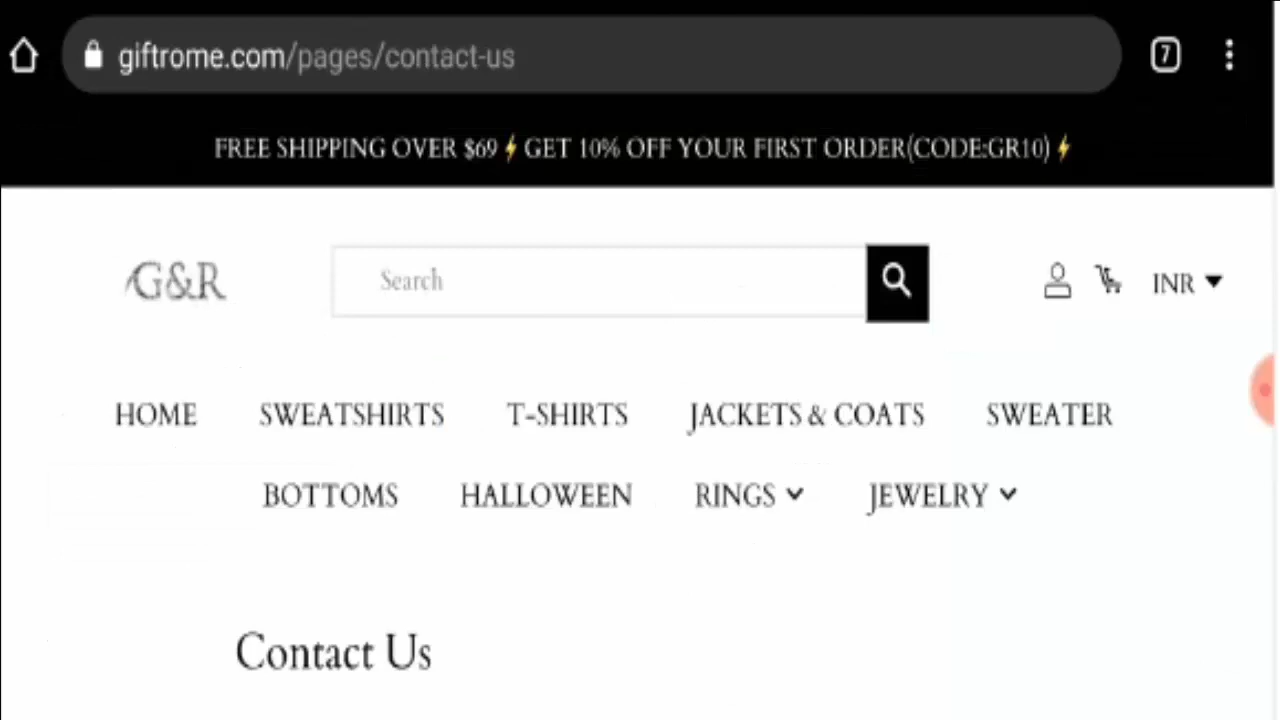 giftrome.com/pages/contact-us
7
FREE SHIPPING OVER $69⚡GET 10% OFF YOUR FIRST ORDER(CODE:GR10)⚡
G&R
Search
INR
HOME SWEATSHIRTS T-SHIRTS JACKETS & COATS SWEATER
BOTTOMS HALLOWEEN RINGS JEWELRY
Contact Us